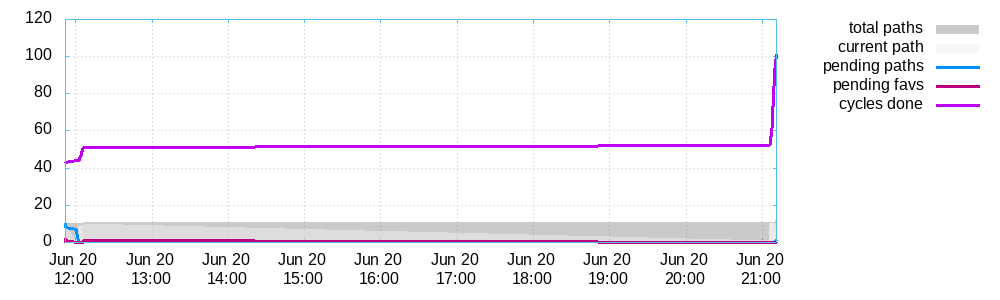 120
100
80
60
40
20
0
Jun 20 Jun 20 Jun 20 Jun 20 Jun 20 Jun 20 Jun 20 Jun 20 Jun 20 Jun 20
12:00 13:00 14:00 15:00 16:00 17:00 18:00 19:00 20:00 21:00
total paths
current path
pending paths
pending favs
cycles done